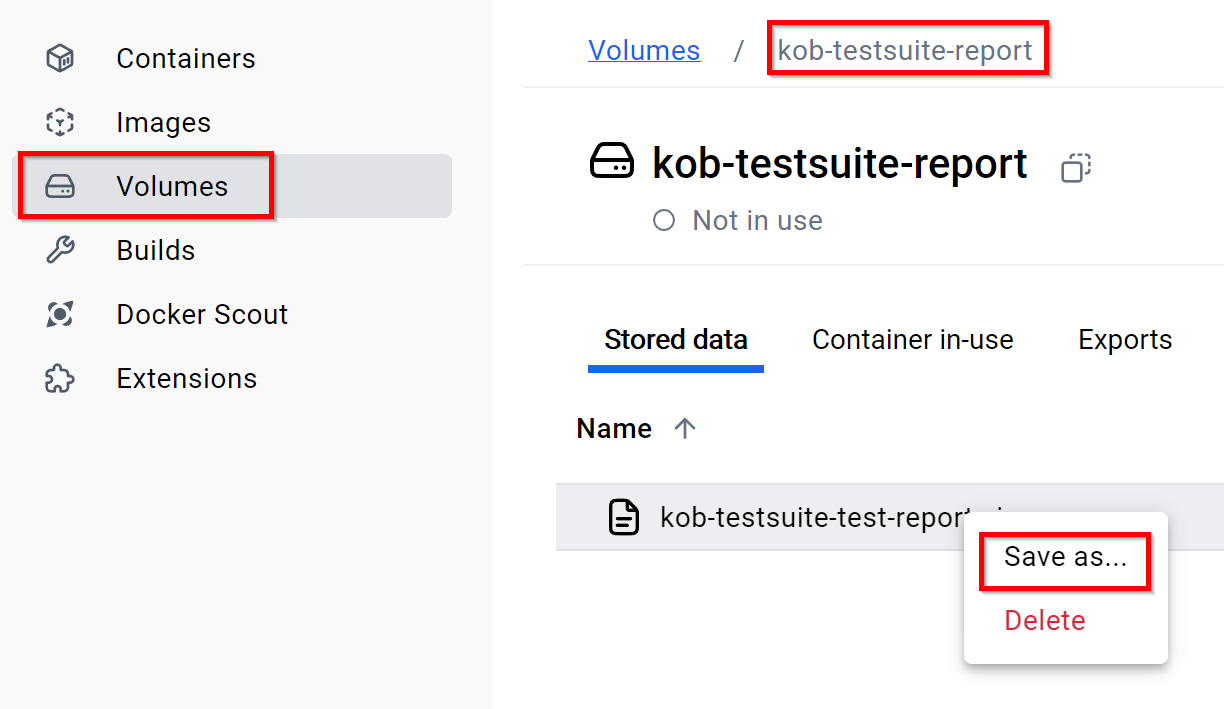 Containers
Images
Volumes
Builds
Docker Scout
Extensions
Volumes / kob-testsuite-report
kob-testsuite-report
Not in use
Stored data Container in-use Exports
Name
kob-testsuite-test-report
Save as...
Delete